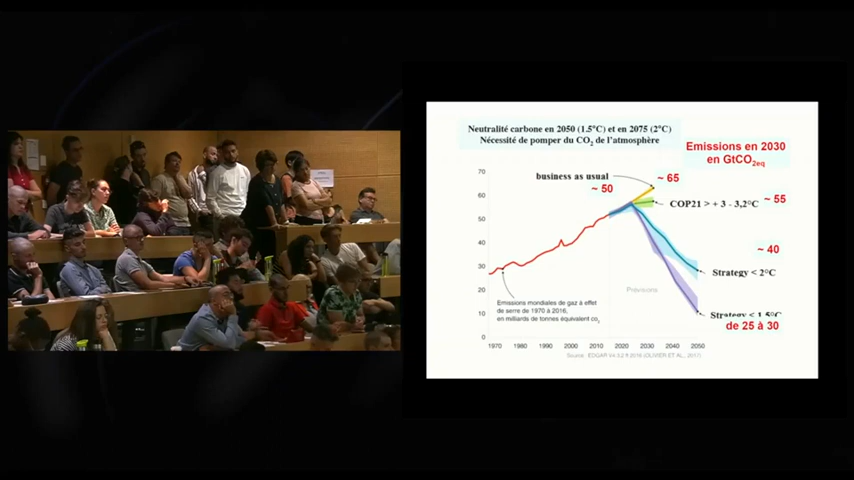 Neutralité carbone en 2050 (1.5°C) et en 2075 (2°C)
Nécessité de pomper du CO2 de l'atmosphère
Emissions en 2030
en GtCO2eq
70
business as usual
~ 65
60
~ 50
~ 55
COP21 > + 3 - 3,2°C
50
~ 40
40
30
Strategy < 2°C
20
Prévisions
Emissions mondiales de gaz à effet
de serre de 1970 à 2016,
en milliards de tonnes équivalent co2
10
Strategy < 1.5°C
de 25 à 30
0
1970 1980 1990 2000 2010 2020 2030 2040 2050
Source : EDGAR V4.3.2 ft 2016 (OLIVIER ET AL., 2017)